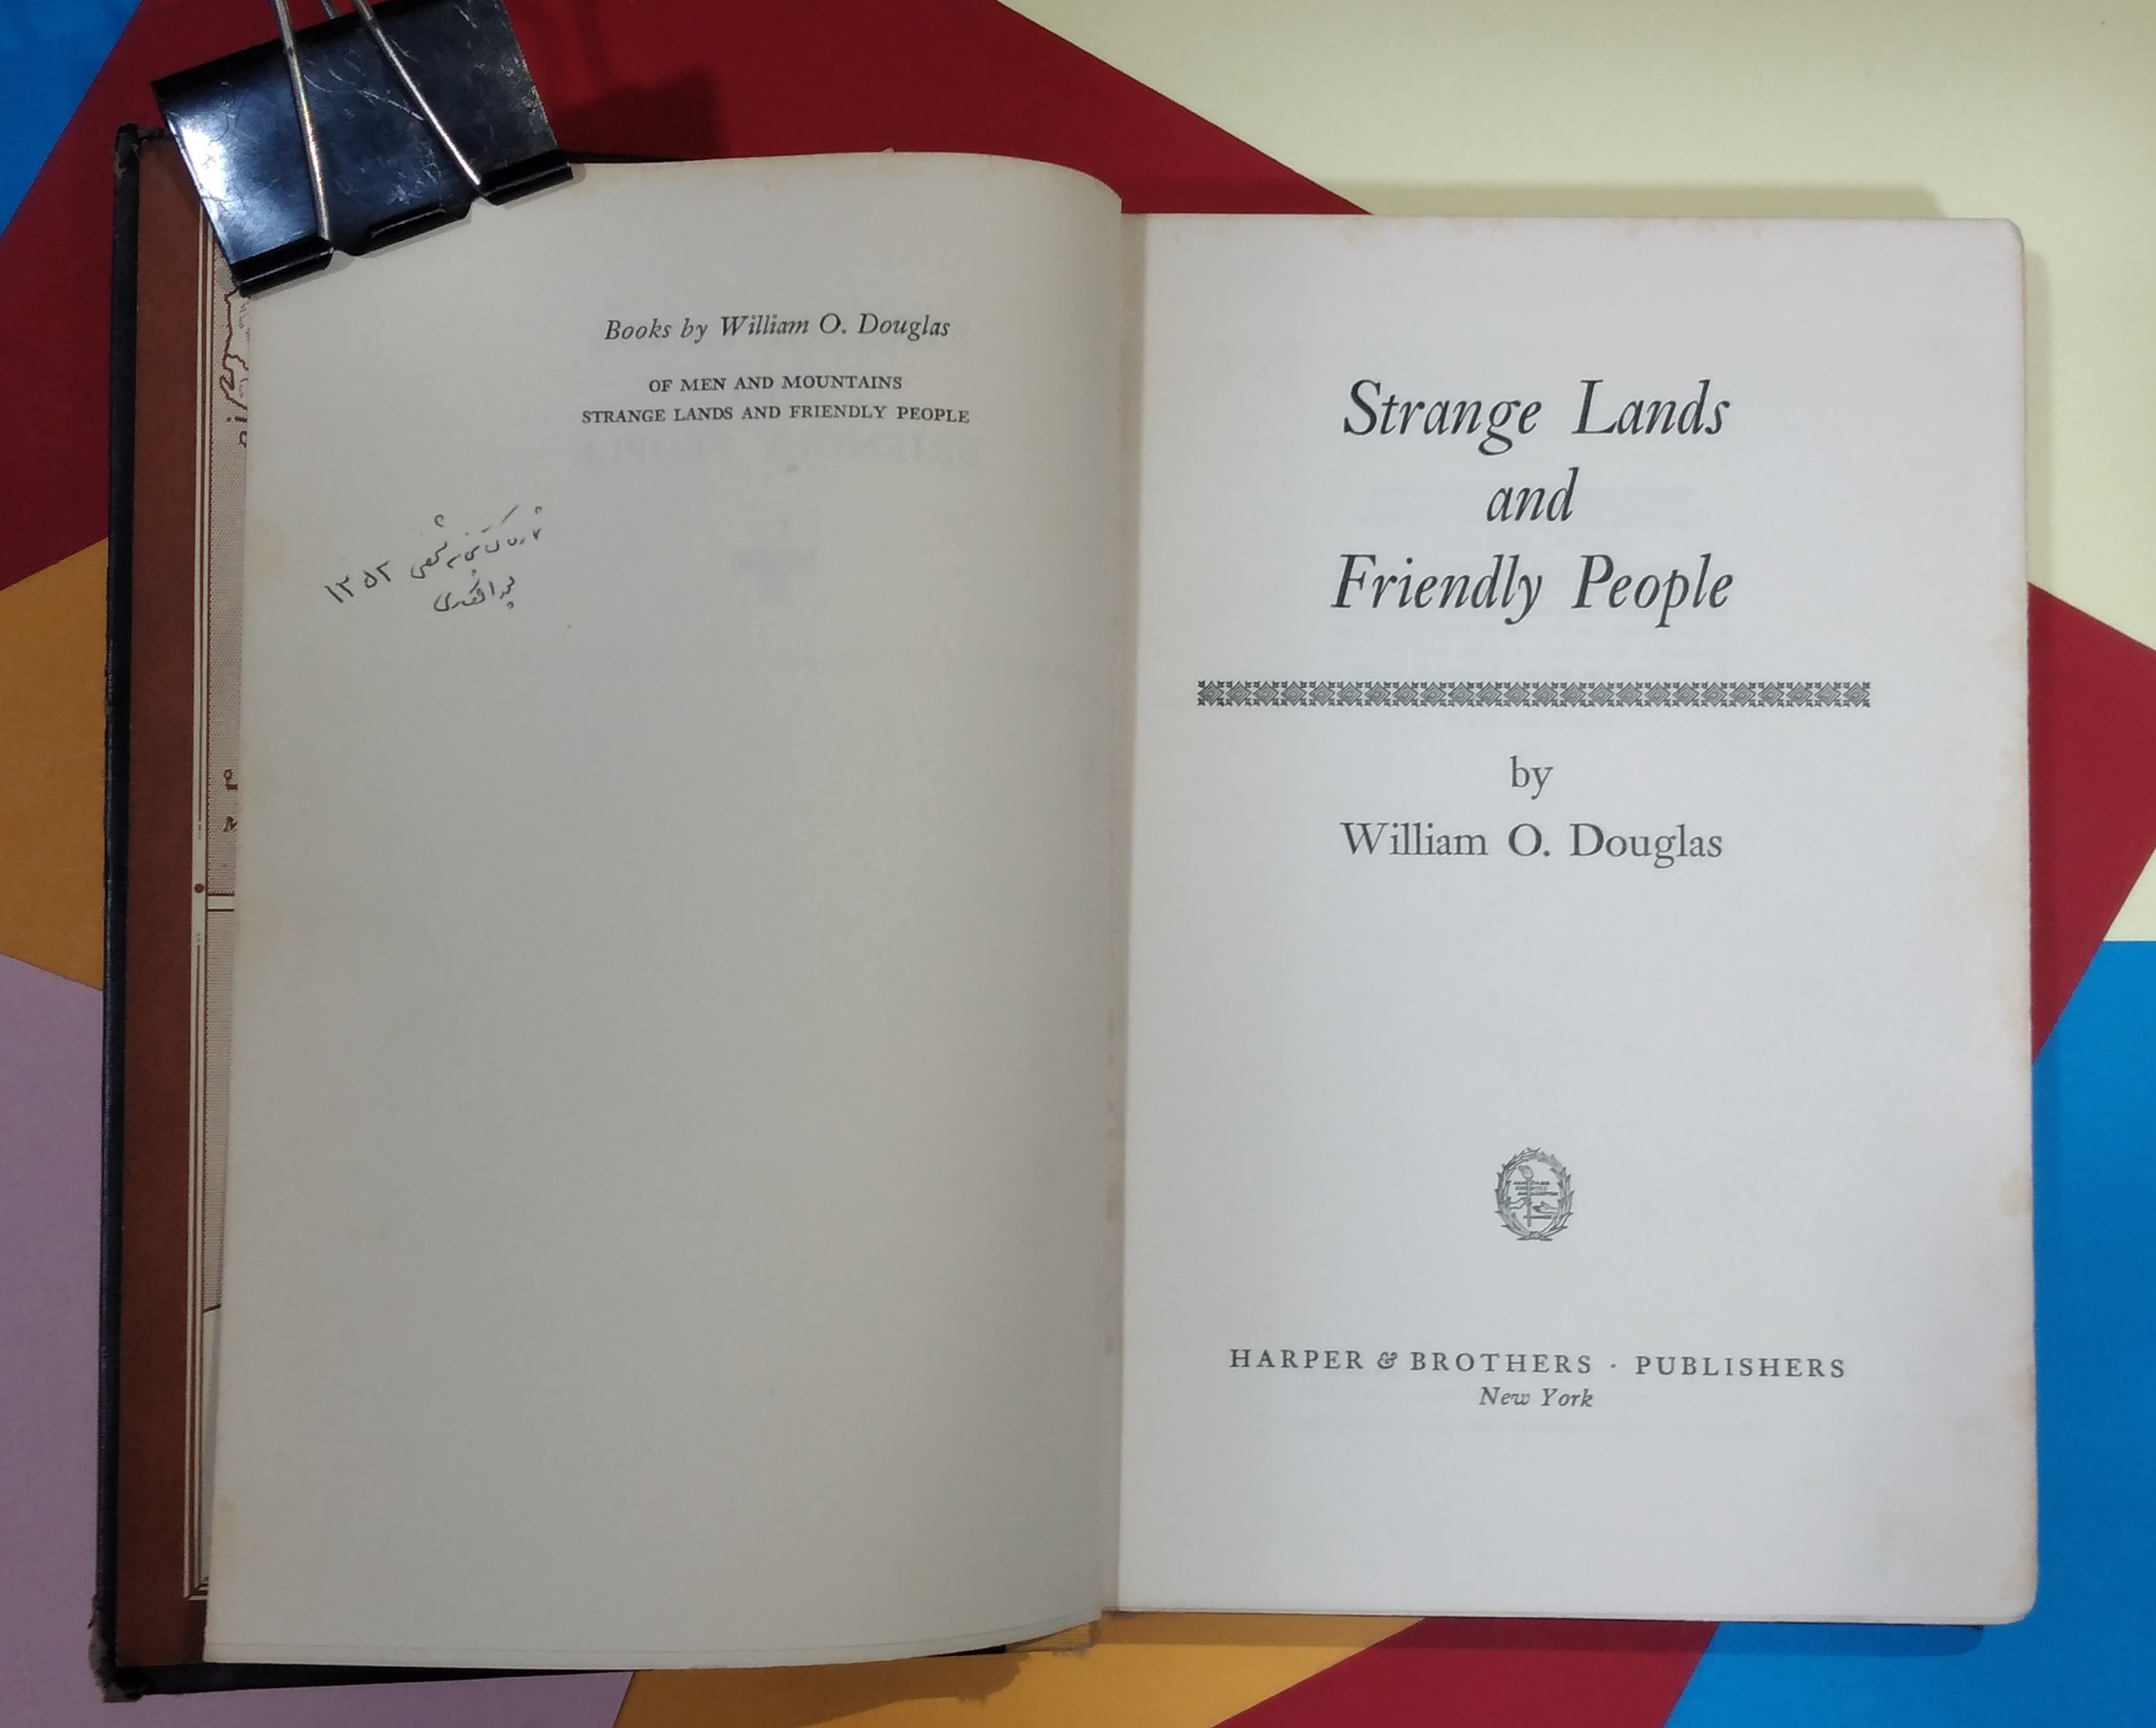 Books by William O. Douglas
OF MEN AND MOUNTAINS
STRANGE LANDS AND FRIENDLY PEOPLE
۱۳۵۲
Strange Lands
and
Friendly People
by
William O. Douglas
HARPER & BROTHERS · PUBLISHERS
New York